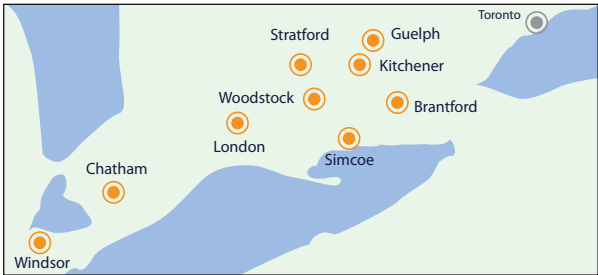 Toronto
Stratford
Guelph
Kitchener
Woodstock
Brantford
London
Simcoe
Chatham
Windsor